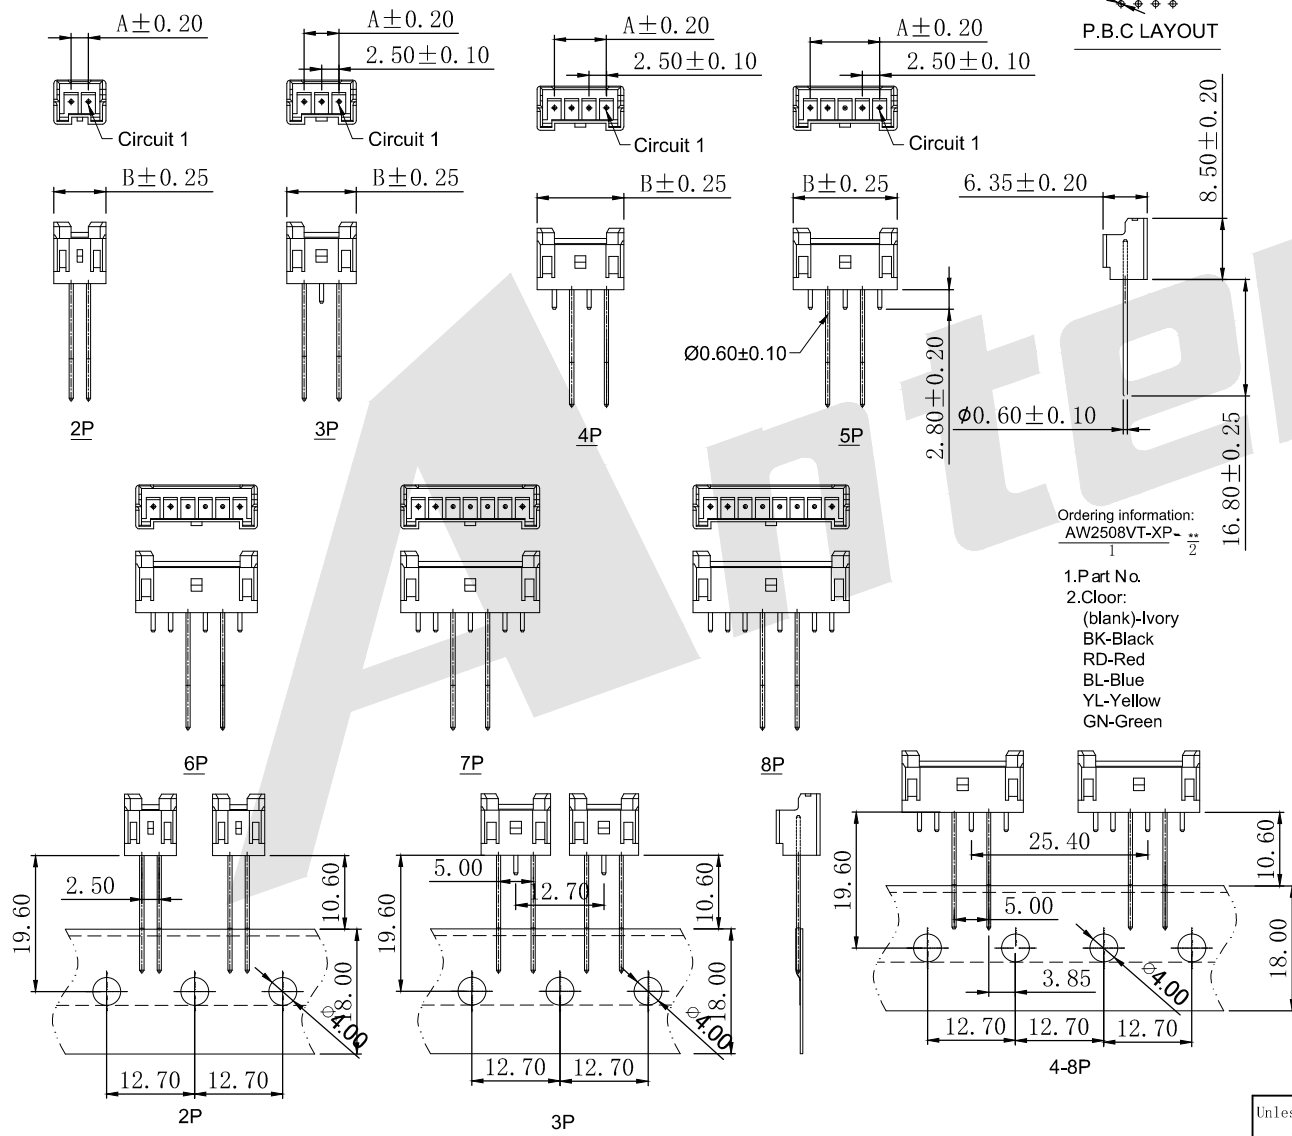 A±0.20
A±0.20
2.50±0.10
A±0.20
2.50±0.10
A±0.20
2.50±0.10
P.B.C LAYOUT
Circuit 1
Circuit 1
Circuit 1
Circuit 1
B±0.25
B±0.25
B±0.25
B±0.25
6.35±0.20
8.50±0.20
Ø0.60±0.10
2.80±0.20
ϕ0.60±0.10
16.80±0.25
2P
3P
4P
5P
Ordering information:
AW2508VT-XP- **
1 2
1.Part No.
2.Cloor:
(blank)-Ivory
BK-Black
RD-Red
BL-Blue
YL-Yellow
GN-Green
6P
7P
8P
19.60
2.50
10.60
18.00
Ø4.00
12.70
12.70
2P
19.60
5.00
12.70
10.60
18.00
Ø4.00
12.70
12.70
3P
19.60
25.40
10.60
5.00
18.00
3.85
Ø4.00
12.70
12.70
12.70
4-8P
Ante